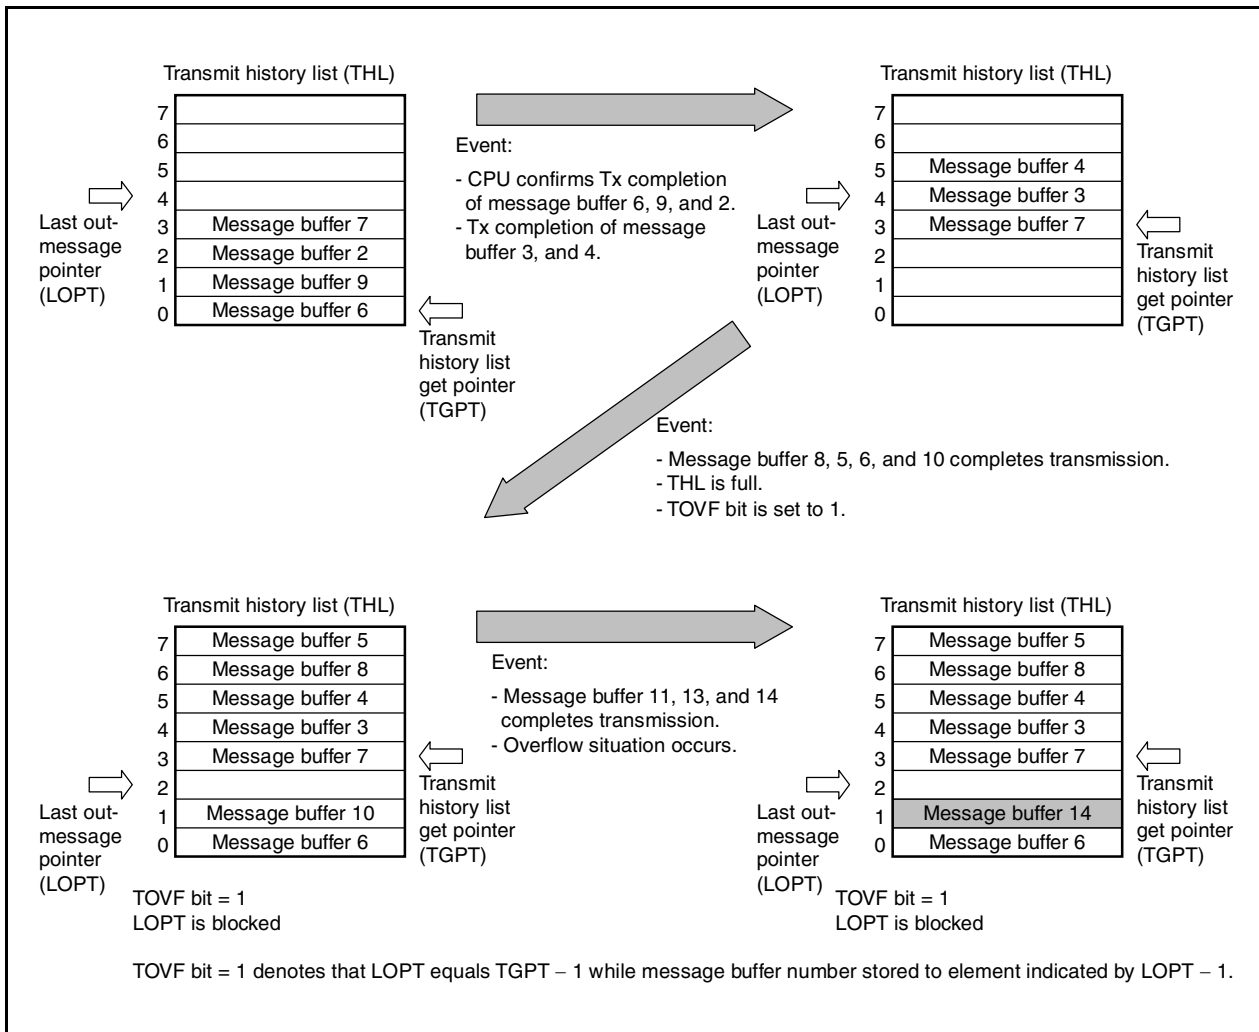 Transmit history list (THL)
7
6
5
4
3 Message buffer 7
2 Message buffer 2
1 Message buffer 9
0 Message buffer 6
Last out-
message
pointer
(LOPT)
Transmit
history list
get pointer
(TGPT)
Event:
- CPU confirms Tx completion
of message buffer 6, 9, and 2.
- Tx completion of message
buffer 3, and 4.
Transmit history list (THL)
7
6
5 Message buffer 4
4 Message buffer 3
3 Message buffer 7
2
1
0
Last out-
message
pointer
(LOPT)
Transmit
history list
get pointer
(TGPT)
Event:
- Message buffer 8, 5, 6, and 10 completes transmission.
- THL is full.
- TOVF bit is set to 1.
Transmit history list (THL)
7 Message buffer 5
6 Message buffer 8
5 Message buffer 4
4 Message buffer 3
3 Message buffer 7
2
1 Message buffer 10
0 Message buffer 6
Last out-
message
pointer
(LOPT)
Transmit
history list
get pointer
(TGPT)
TOVF bit = 1
LOPT is blocked
Event:
- Message buffer 11, 13, and 14
completes transmission.
- Overflow situation occurs.
Transmit history list (THL)
7 Message buffer 5
6 Message buffer 8
5 Message buffer 4
4 Message buffer 3
3 Message buffer 7
2
1 Message buffer 14
0 Message buffer 6
Last out-
message
pointer
(LOPT)
Transmit
history list
get pointer
(TGPT)
TOVF bit = 1
LOPT is blocked
TOVF bit = 1 denotes that LOPT equals TGPT − 1 while message buffer number stored to element indicated by LOPT − 1.